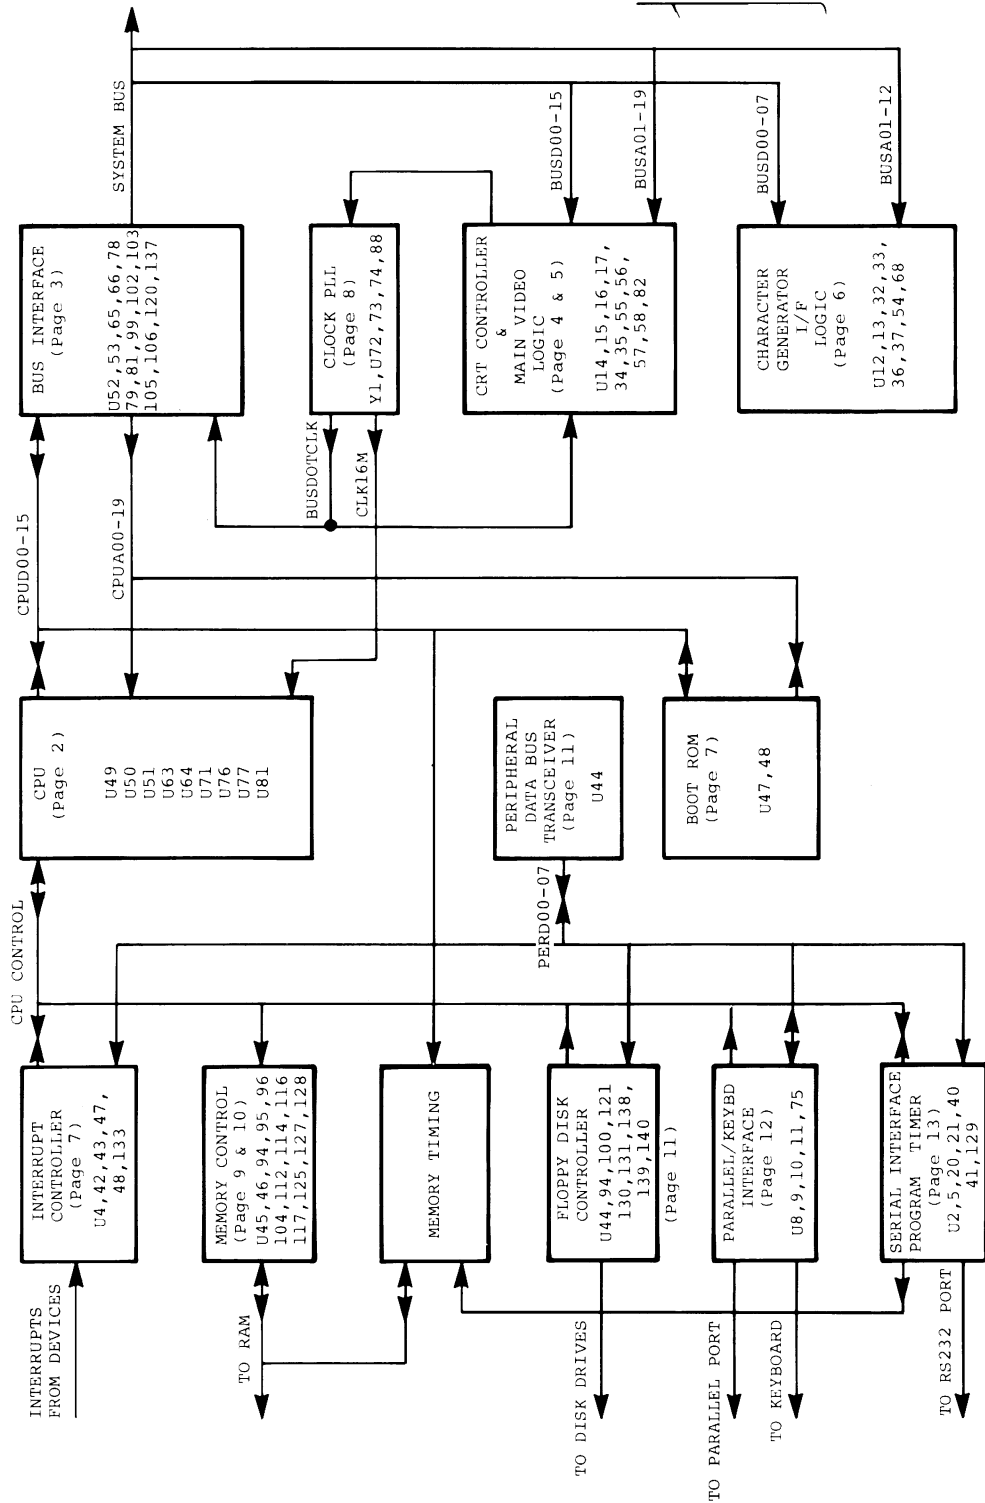 INTERRUPTS
FROM DEVICES
INTERRUPT
CONTROLLER
(Page 7)
U4,42,43,47,
48,133
CPU CONTROL
CPU
(Page 2)
U49
U50
U51
U63
U64
U71
U76
U77
U81
CPUD00-15
CPUA00-19
BUS INTERFACE
(Page 3)
U52,53,65,66,78
79,81,99,102,103
105,106,120,137
SYSTEM BUS
TO RAM
MEMORY CONTROL
(Page 9 & 10)
U45,46,94,95,96
104,112,114,116
117,125,127,128
BUSDOTCLK
CLK16M
CLOCK PLL
(Page 8)
Y1,U72,73,74,88
MEMORY TIMING
TO DISK DRIVES
FLOPPY DISK
CONTROLLER
U44,94,100,121
130,131,138,
139,140
(Page 11)
PERD00-07
PERIPHERAL
DATA BUS
TRANSCEIVER
(Page 11)
U44
CRT CONTROLLER
&
MAIN VIDEO
LOGIC
(Page 4 & 5)
U14,15,16,17,
34,35,55,56,
57,58,82
BUSD00-15
BUSA01-19
TO PARALLEL PORT
TO KEYBOARD
PARALLEL/KEYBD
INTERFACE
(Page 12)
U8,9,10,11,75
BOOT ROM
(Page 7)
U47,48
CHARACTER
GENERATOR
I/F
LOGIC
(Page 6)
U12,13,32,33,
36,37,54,68
BUSD00-07
BUSA01-12
TO RS232 PORT
SERIAL INTERFACE
PROGRAM TIMER
(Page 13)
U2,5,20,21,40
41,129